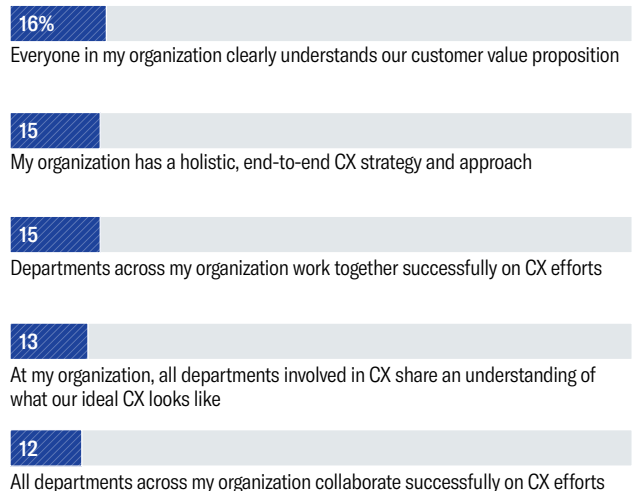 16%
Everyone in my organization clearly understands our customer value proposition
15
My organization has a holistic, end-to-end CX strategy and approach
15
Departments across my organization work together successfully on CX efforts
13
At my organization, all departments involved in CX share an understanding of
what our ideal CX looks like
12
All departments across my organization collaborate successfully on CX efforts